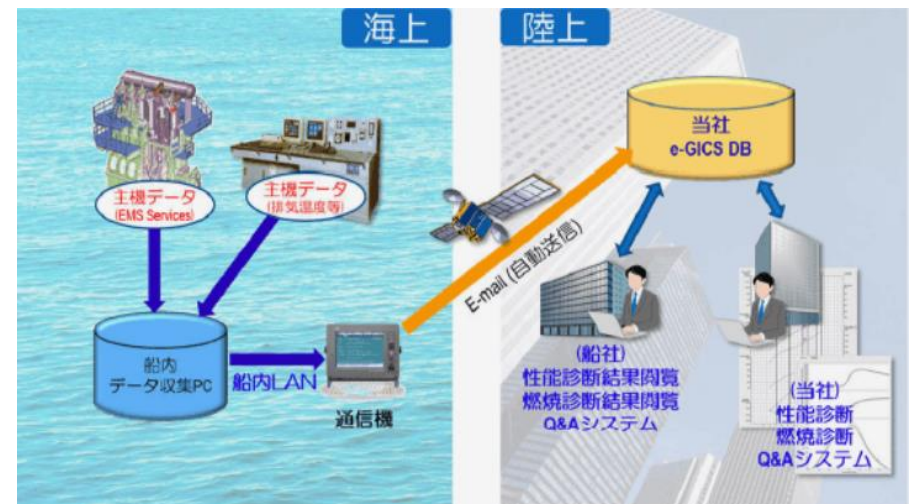 海上
陸上
主機データ
(EMS Services)
主機データ
(排気温度等)
船内
データ収集PC
船内LAN
通信機
E-mail (自動送信)
当社
e-GICS DB
(船社)
性能診断結果閲覧
燃焼診断結果閲覧
Q&Aシステム
(当社)
性能診断
燃焼診断
Q&Aシステム